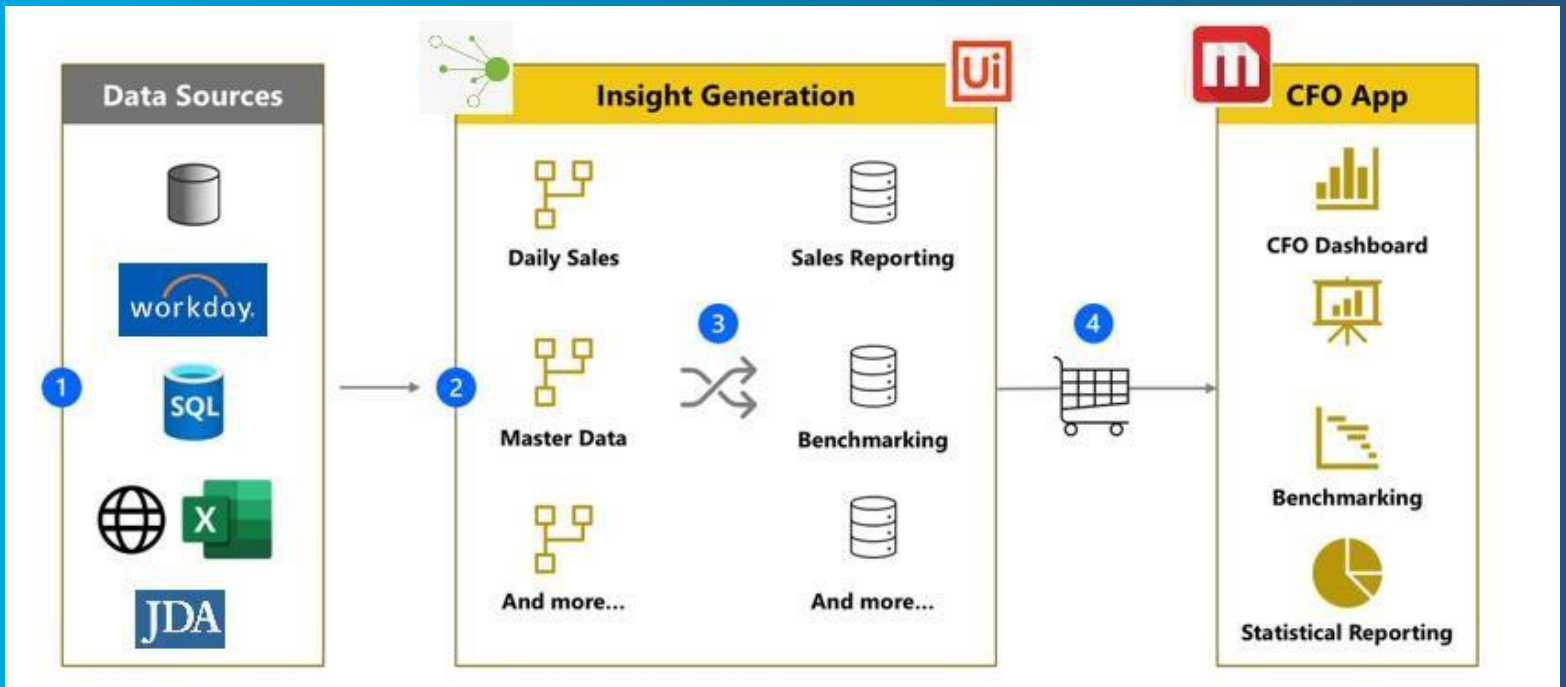 Data Sources
workday.
1
SQL
X
JDA
Insight Generation
Ui
Daily Sales
Sales Reporting
3
2
Master Data
Benchmarking
And more...
And more...
4
m
CFO App
CFO Dashboard
Benchmarking
Statistical Reporting